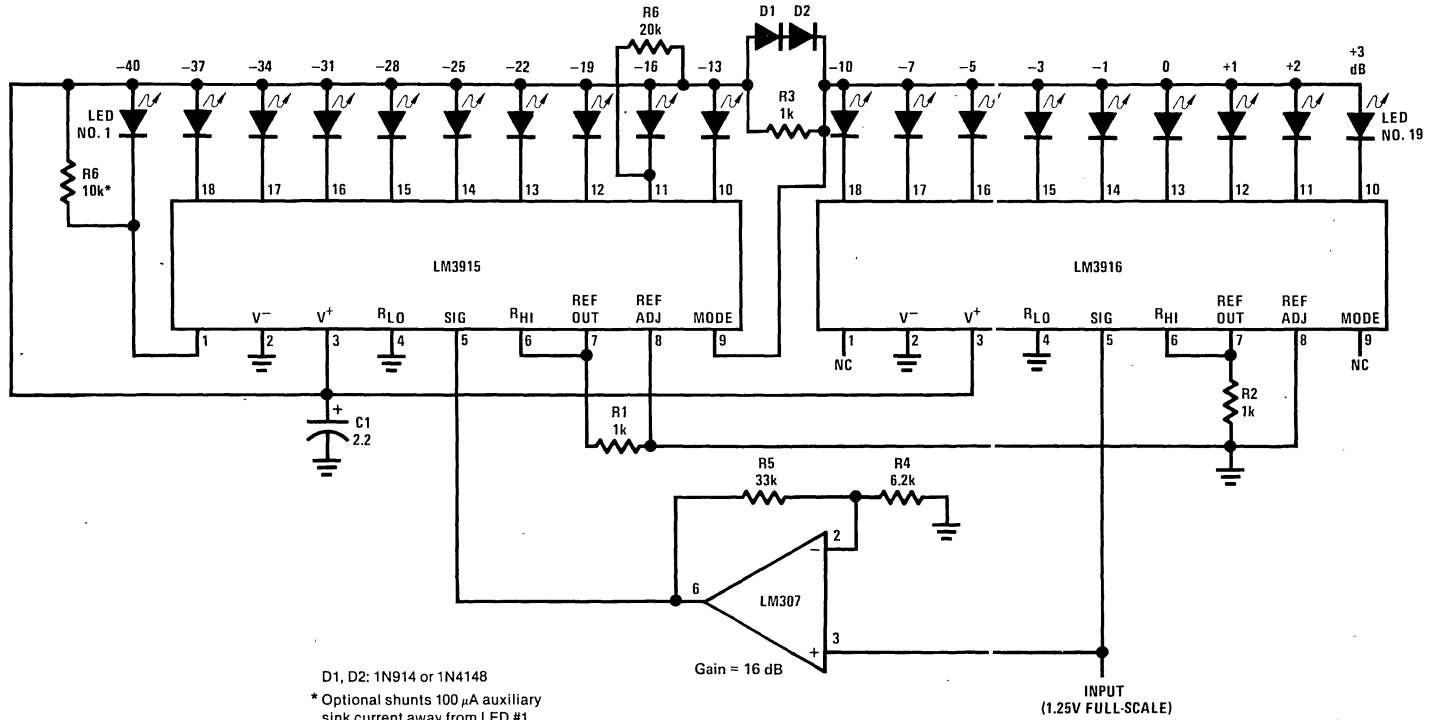 R6
20k
D1 D2
–40 –37 –34 –31 –28 –25 –22 –19 –16 –13 –10 –7 –5 –3 –1 0 +1 +2 +3
dB
LED
NO. 1
R3
1k
LED
NO. 19
R6
10k*
18 17 16 15 14 13 12 11 10
18 17 16 15 14 13 12 11 10
LM3915
LM3916
V– V+ RLO SIG RHI REF OUT REF ADJ MODE
V– V+ RLO SIG RHI REF OUT REF ADJ MODE
1 2 3 4 5 6 7 8 9
1 2 3 4 5 6 7 8 9
NC
NC
+
C1
2.2
R1
1k
R2
1k
R5
33k
R4
6.2k
2
–
6
LM307
3
+
Gain = 16 dB
D1, D2: 1N914 or 1N4148
* Optional shunts 100 μA auxiliary
sink current away from LED #1
INPUT
(1.25V FULL-SCALE)